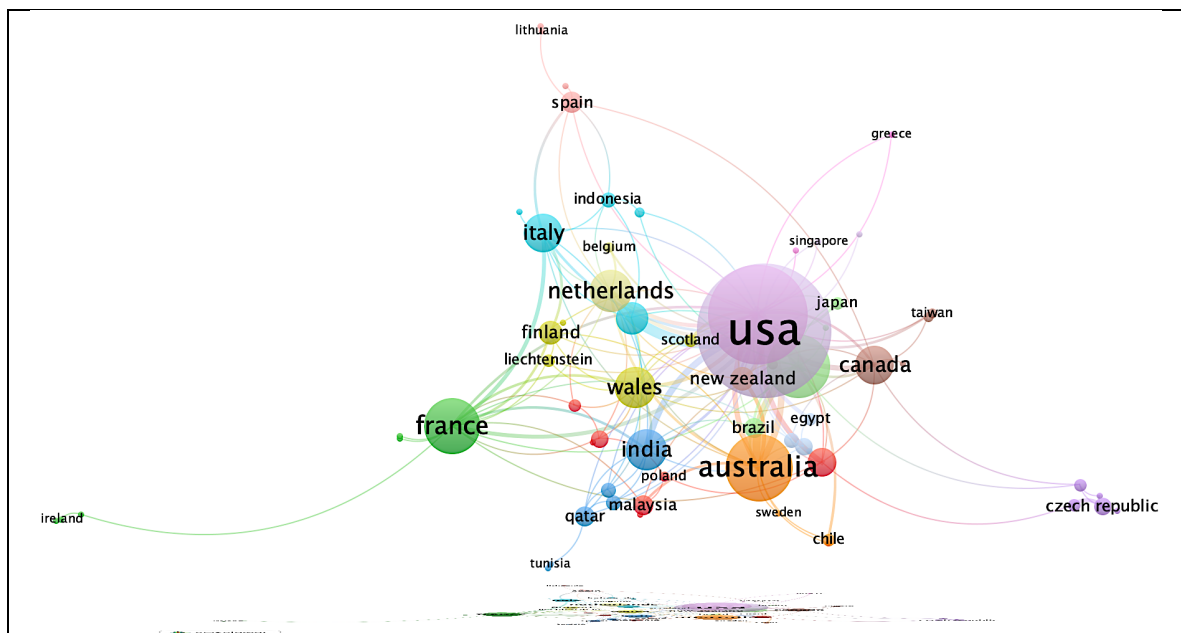 lithuania
spain
greece
indonesia
italy
singapore
belgium
netherlands
japan
taiwan
usa
finland
scotland
liechtenstein
canada
new zealand
wales
egypt
france
brazil
india
australia
poland
malaysia
czech republic
qatar
sweden
ireland
chile
tunisia